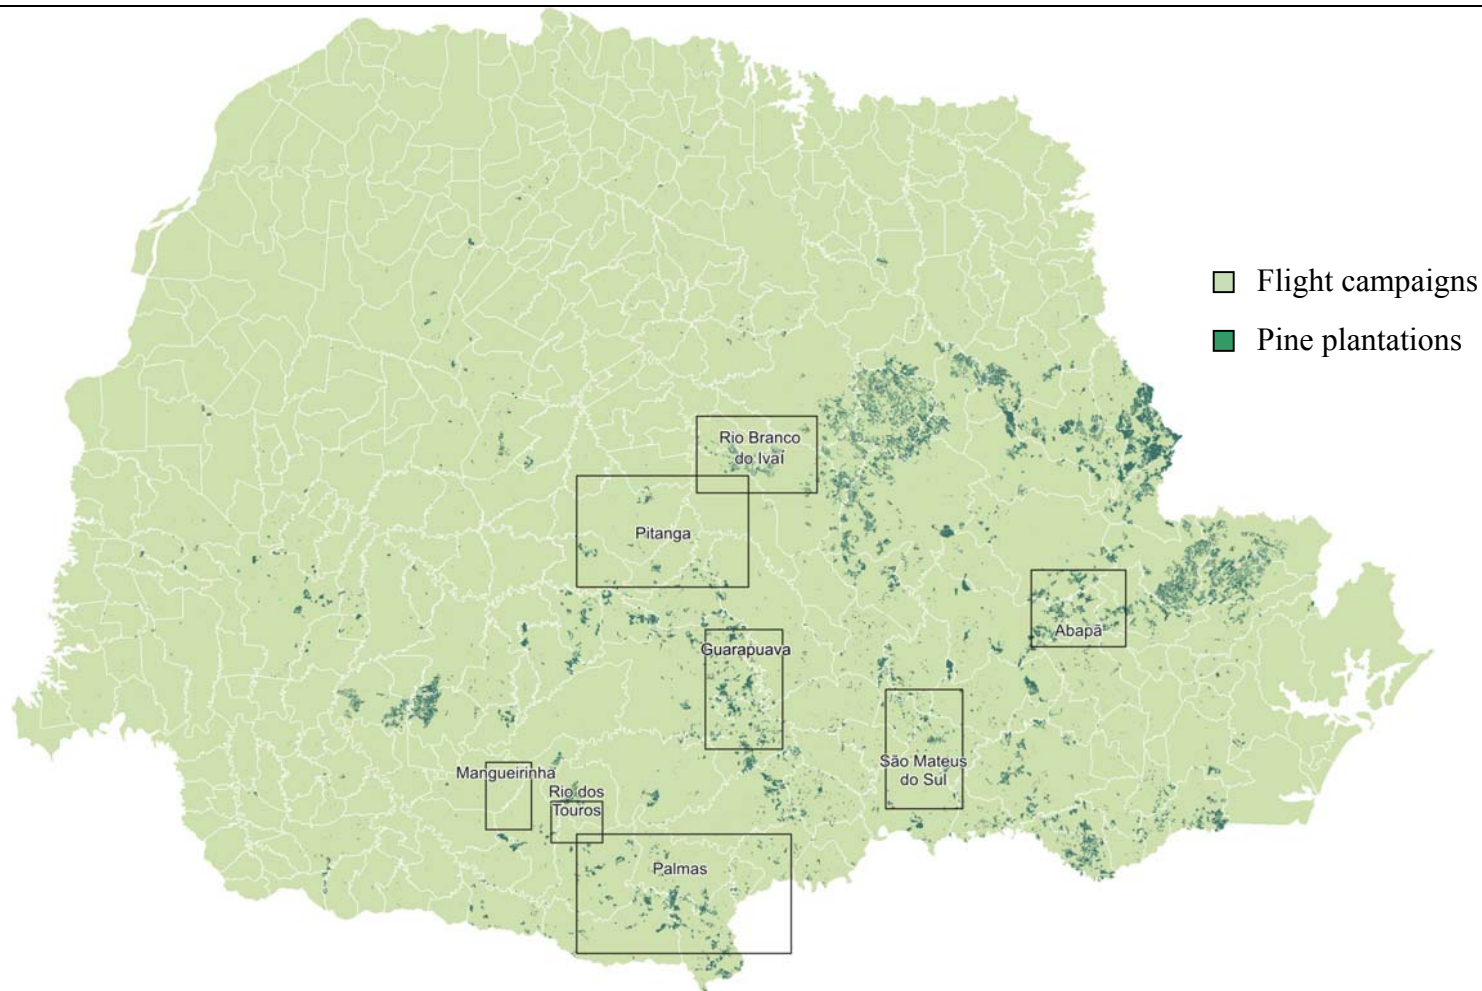 Flight campaigns
Pine plantations
Rio Branco
do Ivaí
Pitanga
Abapã
Guarapuava
São Mateus
do Sul
Mangueirinha
Rio dos
Touros
Palmas